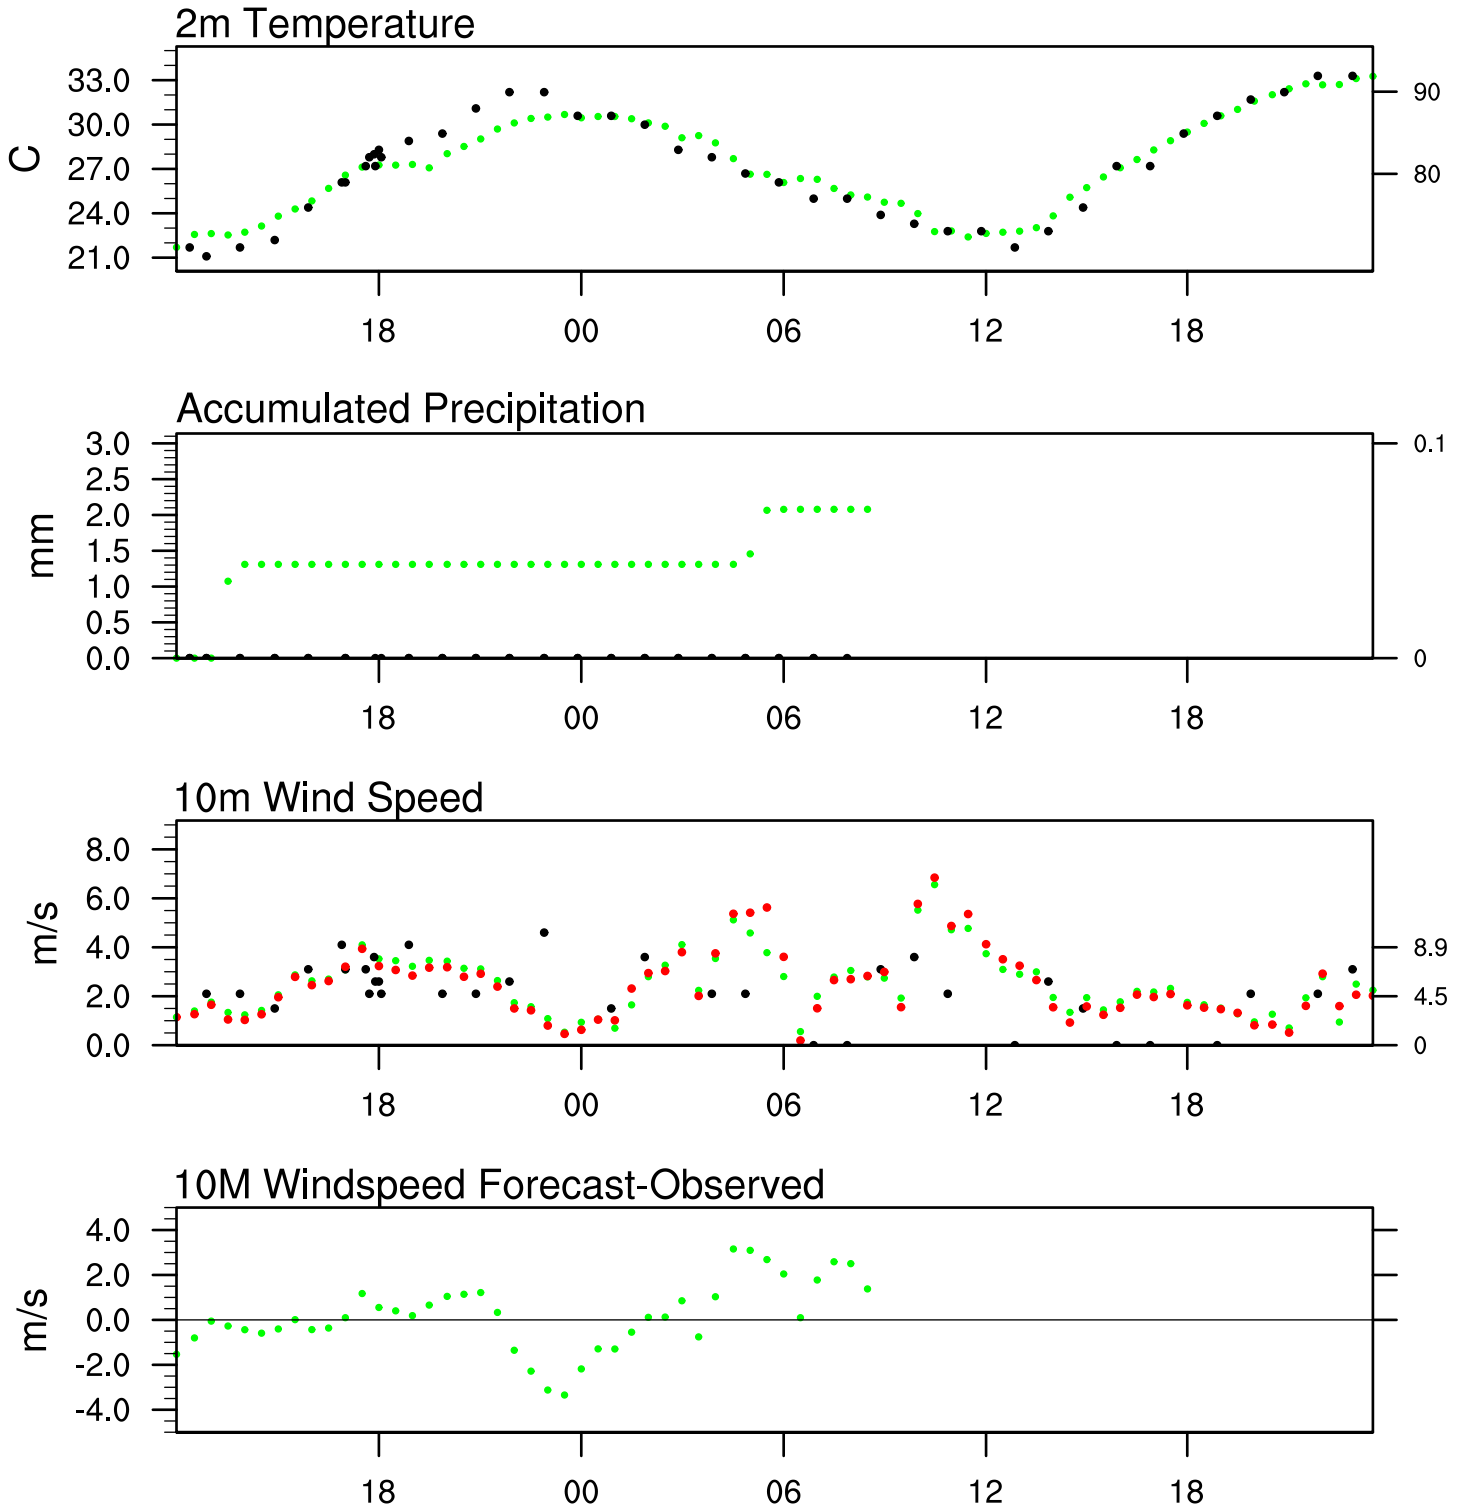 2m Temperature
33.0
30.0
27.0
24.0
21.0
C
90
80
18 00 06 12 18
Accumulated Precipitation
3.0
2.5
2.0
1.5
1.0
0.5
0.0
mm
0.1
0
18 00 06 12 18
10m Wind Speed
8.0
6.0
4.0
2.0
0.0
m/s
8.9
4.5
0
18 00 06 12 18
10M Windspeed Forecast-Observed
4.0
2.0
0.0
-2.0
-4.0
m/s
18 00 06 12 18